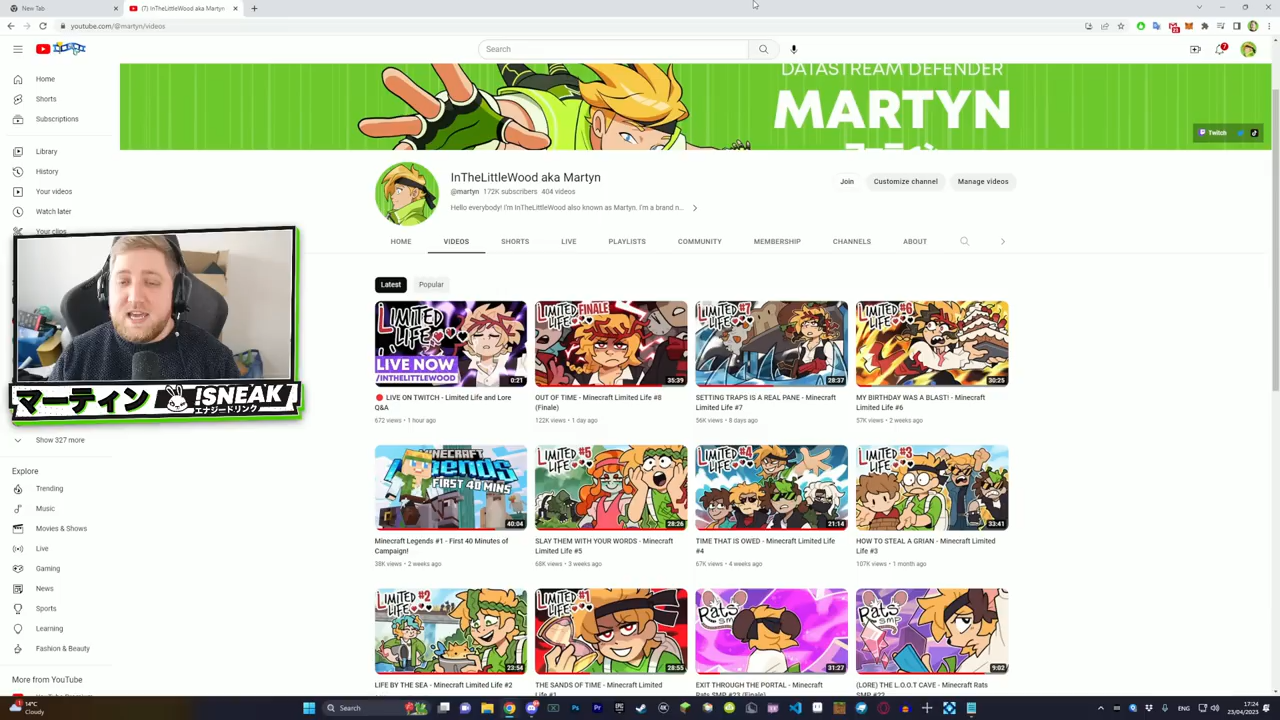 New Tab
(7) InTheLittleWood aka Martyn
youtube.com/@martyn/videos
Search
7
Home
Shorts
Subscriptions
Library
History
Your videos
Watch later
Your clips
Show 327 more
Explore
Trending
Music
Movies & Shows
Live
Gaming
News
Sports
Learning
Fashion & Beauty
More from YouTube
DATASTREAM DEFENDER
MARTYN
Twitch
InTheLittleWood aka Martyn
@martyn 172K subscribers 404 videos
Hello everybody! I'm InTheLittleWood also known as Martyn. I'm a brand n...
Join
Customize channel
Manage videos
HOME
VIDEOS
SHORTS
LIVE
PLAYLISTS
COMMUNITY
MEMBERSHIP
CHANNELS
ABOUT
Latest
Popular
LIMITED LIFE
LIVE NOW
/INTHELITTLEWOOD
0:21
🔴 LIVE ON TWITCH - Limited Life and Lore
Q&A
672 views • 1 hour ago
LIMITED LIFE FINALE
35:39
OUT OF TIME - Minecraft Limited Life #8
(Finale)
122K views • 1 day ago
LIMITED LIFE #7
28:37
SETTING TRAPS IS A REAL PANE - Minecraft
Limited Life #7
56K views • 8 days ago
LIMITED LIFE #6
30:25
MY BIRTHDAY WAS A BLAST! - Minecraft
Limited Life #6
57K views • 2 weeks ago
MINECRAFT
LEGENDS
FIRST 40 MINS
40:04
Minecraft Legends #1 - First 40 Minutes of
Campaign!
38K views • 2 weeks ago
LIMITED LIFE #5
28:26
SLAY THEM WITH YOUR WORDS - Minecraft
Limited Life #5
68K views • 3 weeks ago
LIMITED LIFE #4
21:14
TIME THAT IS OWED - Minecraft Limited Life
#4
67K views • 4 weeks ago
LIMITED LIFE #3
33:41
HOW TO STEAL A GRIAN - Minecraft Limited
Life #3
107K views • 1 month ago
LIMITED LIFE #2
23:54
LIFE BY THE SEA - Minecraft Limited Life #2
LIMITED LIFE #1
28:55
THE SANDS OF TIME - Minecraft Limited
Life #1
Rats SMP
31:27
EXIT THROUGH THE PORTAL - Minecraft
Rats SMP #23 (Finale)
Rats SMP
9:02
(LORE) THE L.O.O.T CAVE - Minecraft Rats
SMP #22
マーティン
!SNEAK
エナジードリンク
14°C
Cloudy
Search
ENG
17:24
23/04/2023